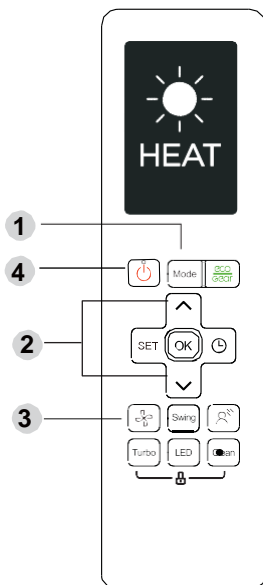 HEAT
1
4
Mode
eco
Gear
2
SET
OK
3
Swing
Turbo
LED
Clean